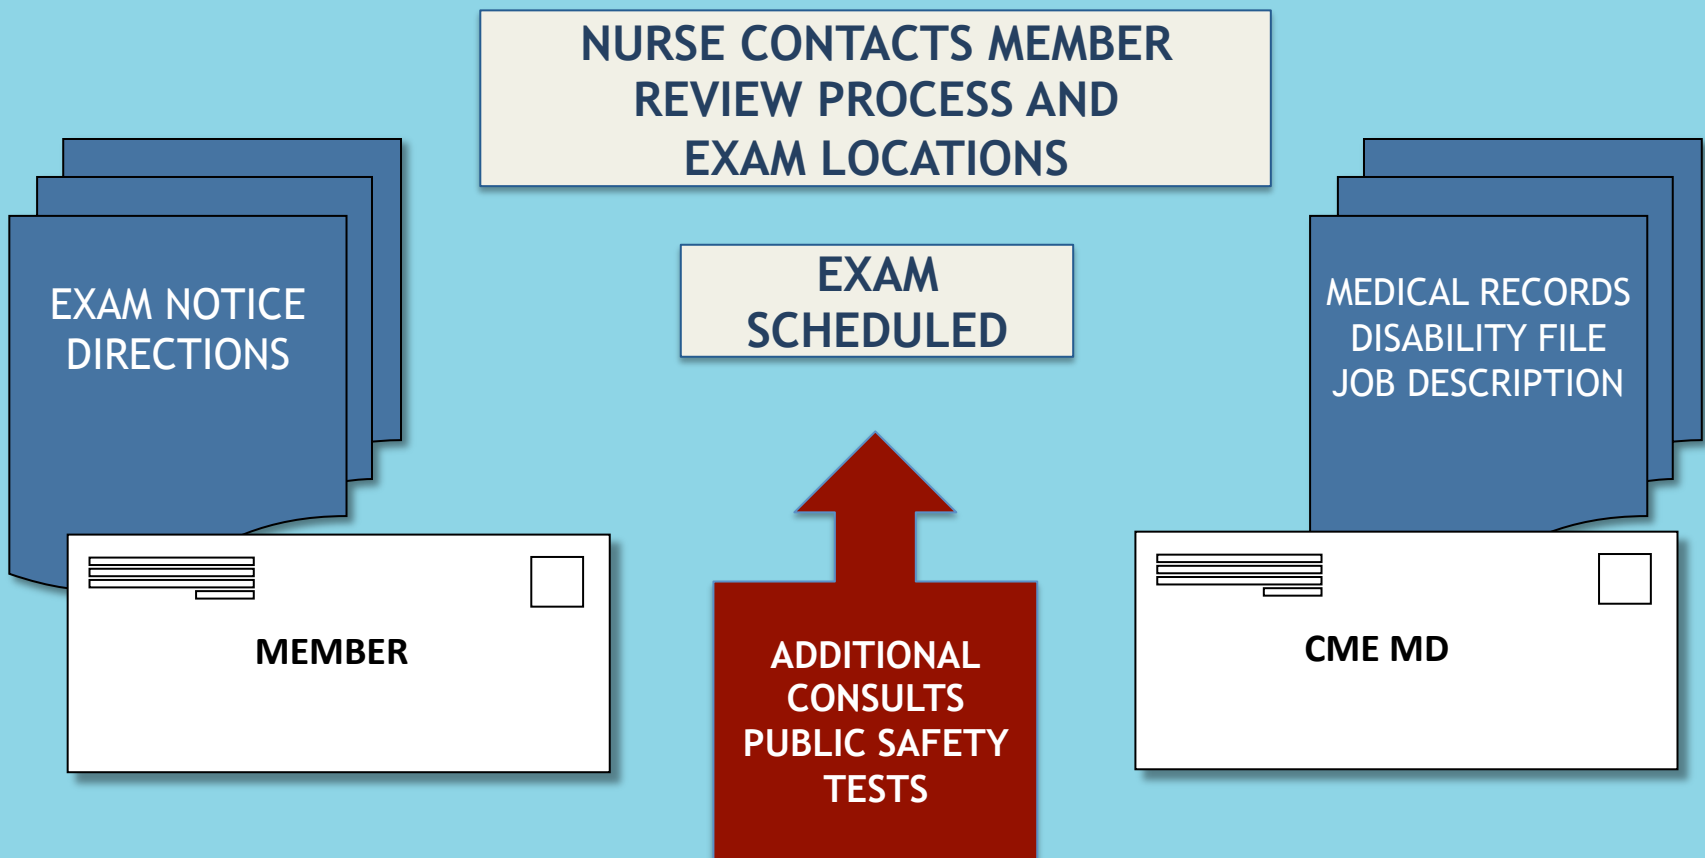 NURSE CONTACTS MEMBER
REVIEW PROCESS AND
EXAM LOCATIONS
EXAM NOTICE
DIRECTIONS
EXAM
SCHEDULED
MEDICAL RECORDS
DISABILITY FILE
JOB DESCRIPTION
MEMBER
ADDITIONAL
CONSULTS
PUBLIC SAFETY
TESTS
CME MD